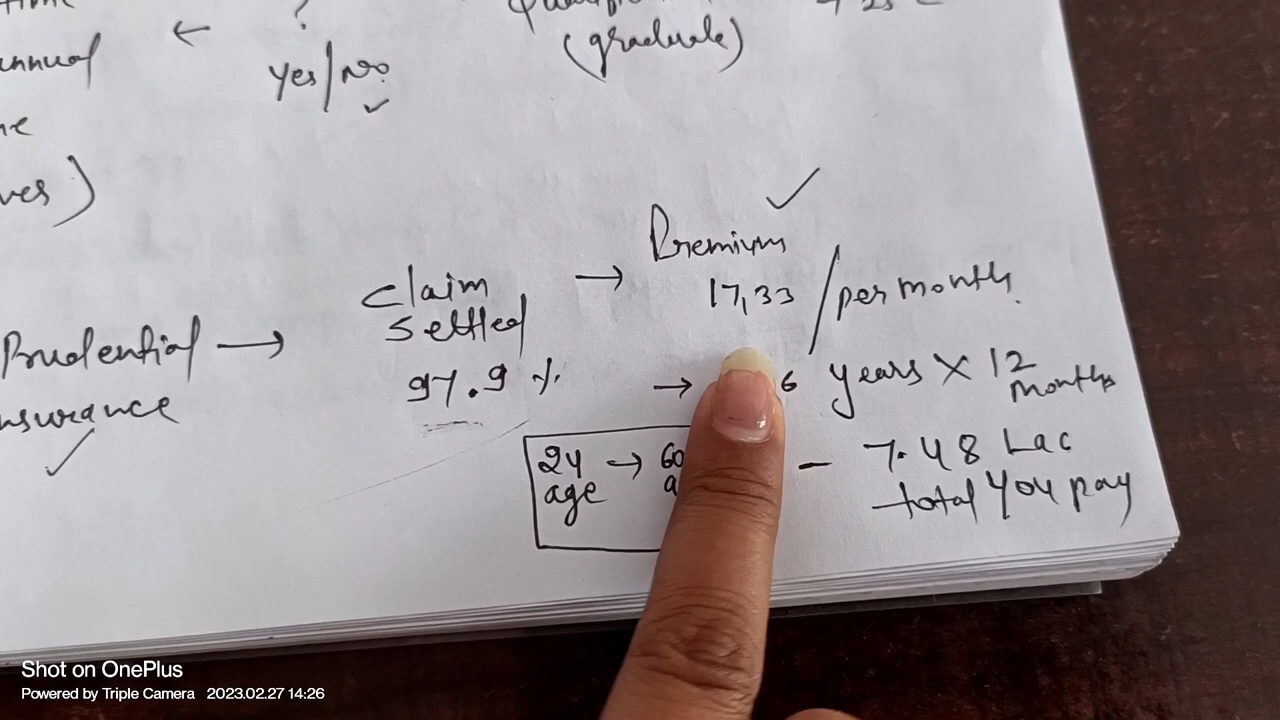 ?
annual ←
Yes/No
(graduate)
✓
Premium ✓
Claim →
17,33 / per month
Settled
Prudential →
97.9 %
→ 6 years × 12
months
nsurance
✓
24 → 60
age
- 7.48 Lac
total you pay
Shot on OnePlus
Powered by Triple Camera 2023.02.27 14:26